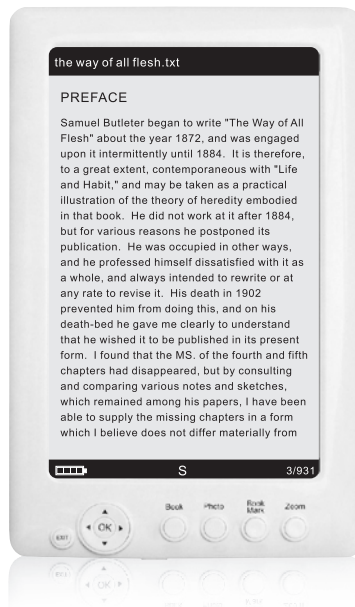 the way of all flesh.txt
PREFACE
Samuel Butleter began to write "The Way of All
Flesh" about the year 1872, and was engaged
upon it intermittently until 1884. It is therefore,
to a great extent, contemporaneous with "Life
and Habit," and may be taken as a practical
illustration of the theory of heredity embodied
in that book. He did not work at it after 1884,
but for various reasons he postponed its
publication. He was occupied in other ways,
and he professed himself dissatisfied with it as
a whole, and always intended to rewrite or at
any rate to revise it. His death in 1902
prevented him from doing this, and on his
death-bed he gave me clearly to understand
that he wished it to be published in its present
form. I found that the MS. of the fourth and fifth
chapters had disappeared, but by consulting
and comparing various notes and sketches,
which remained among his papers, I have been
able to supply the missing chapters in a form
which I believe does not differ materially from
S 3/931
Book Photo Book Mark Zoom
EXIT OK